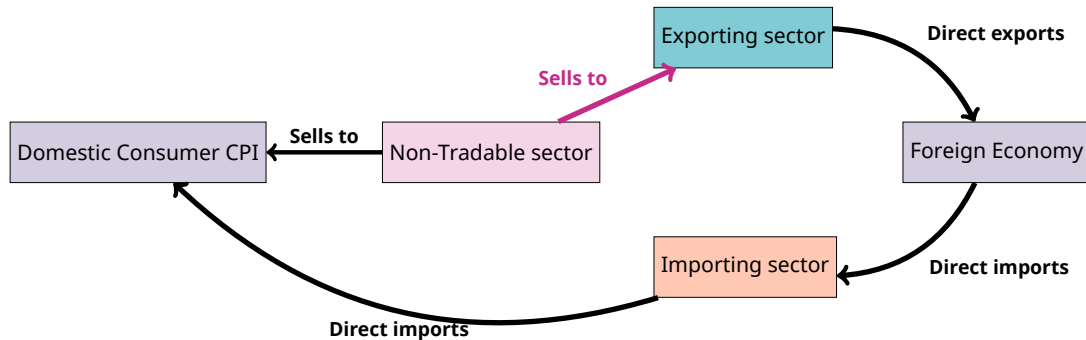 Exporting sector
Direct exports
Sells to
Sells to
Domestic Consumer CPI
Non-Tradable sector
Foreign Economy
Importing sector
Direct imports
Direct imports